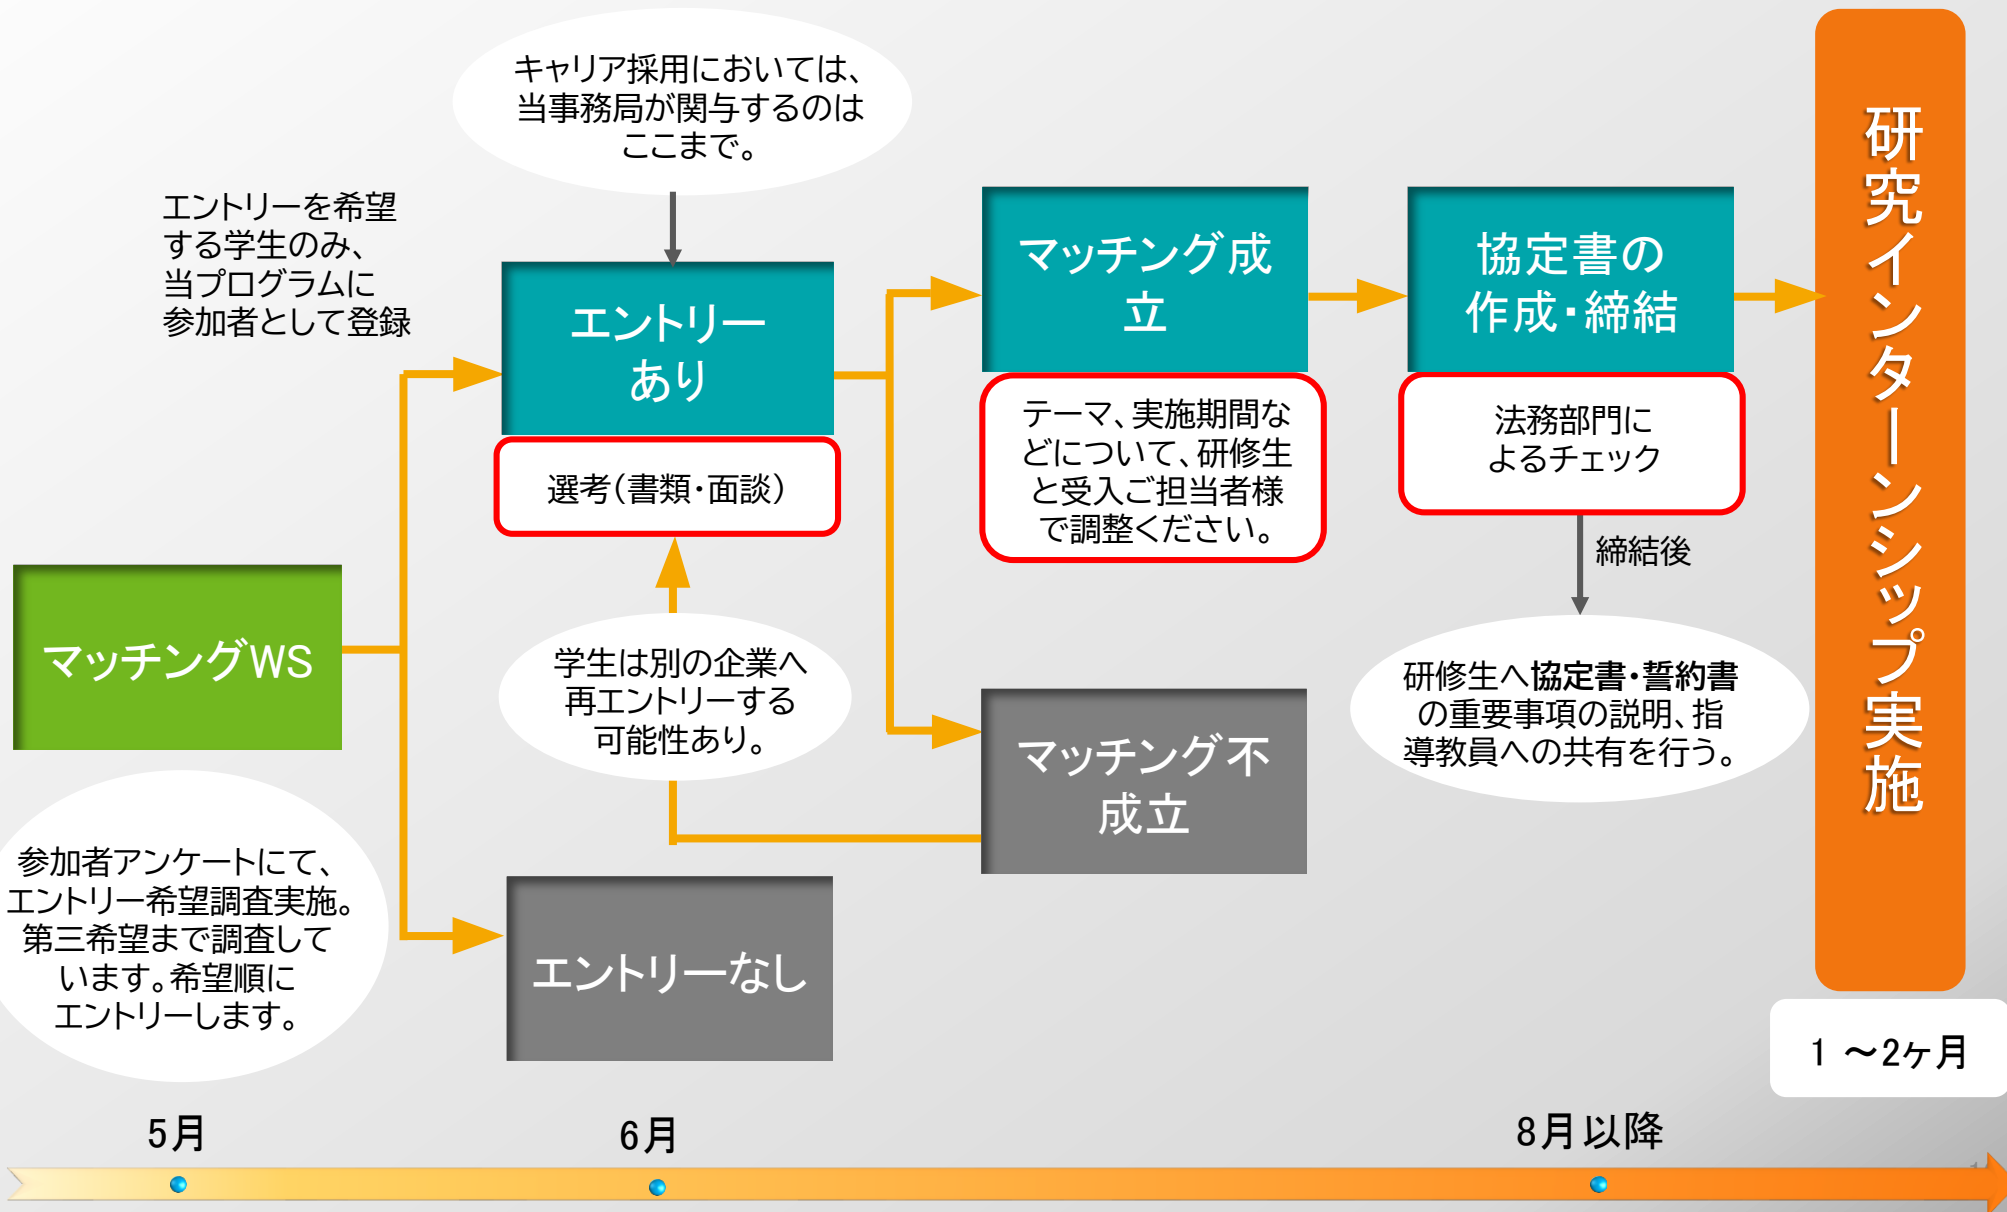 キャリア採用においては、
当事務局が関与するのは
ここまで。
エントリーを希望
する学生のみ、
当プログラムに
参加者として登録
エントリー
あり
選考（書類・面談）
マッチング成
立
テーマ、実施期間な
どについて、研修生
と受入ご担当者様
で調整ください。
協定書の
作成・締結
法務部門に
よるチェック
締結後
研修生へ協定書・誓約書
の重要事項の説明、指
導教員への共有を行う。
研究インターンシップ実施
1 ～2ヶ月
マッチングWS
参加者アンケートにて、
エントリー希望調査実施。
第三希望まで調査して
います。希望順に
エントリーします。
学生は別の企業へ
再エントリーする
可能性あり。
マッチング不
成立
エントリーなし
5月
6月
8月以降